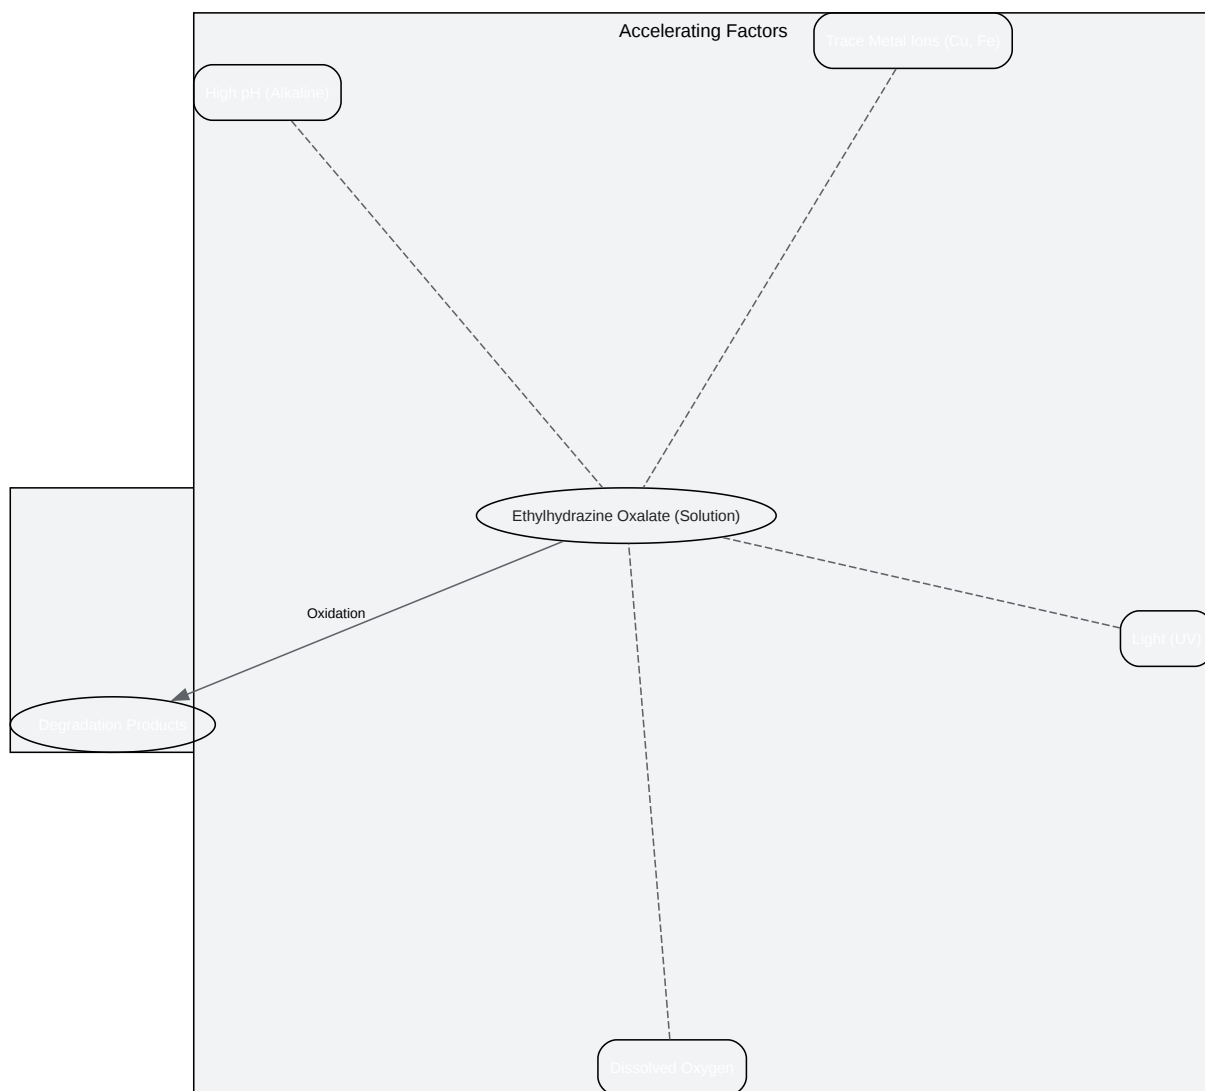 Accelerating Factors
Trace Metal Ions (Cu, Fe)
High pH (Alkaline)
Ethylhydrazine Oxalate (Solution)
Oxidation
Light (UV)
Degradation Products
Dissolved Oxygen